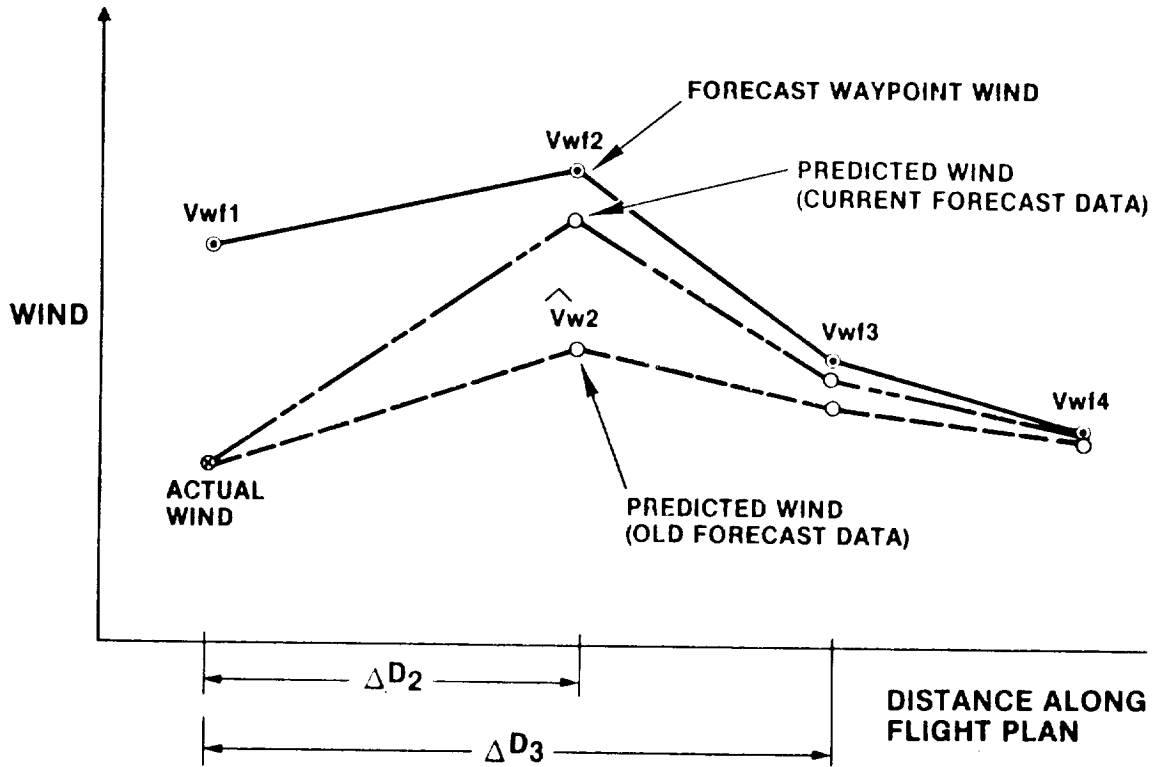 FORECAST WAYPOINT WIND
Vwf2
PREDICTED WIND
(CURRENT FORECAST DATA)
Vwf1
WIND
V̂w2
Vwf3
Vwf4
ACTUAL
WIND
PREDICTED WIND
(OLD FORECAST DATA)
ΔD2
DISTANCE ALONG
FLIGHT PLAN
ΔD3